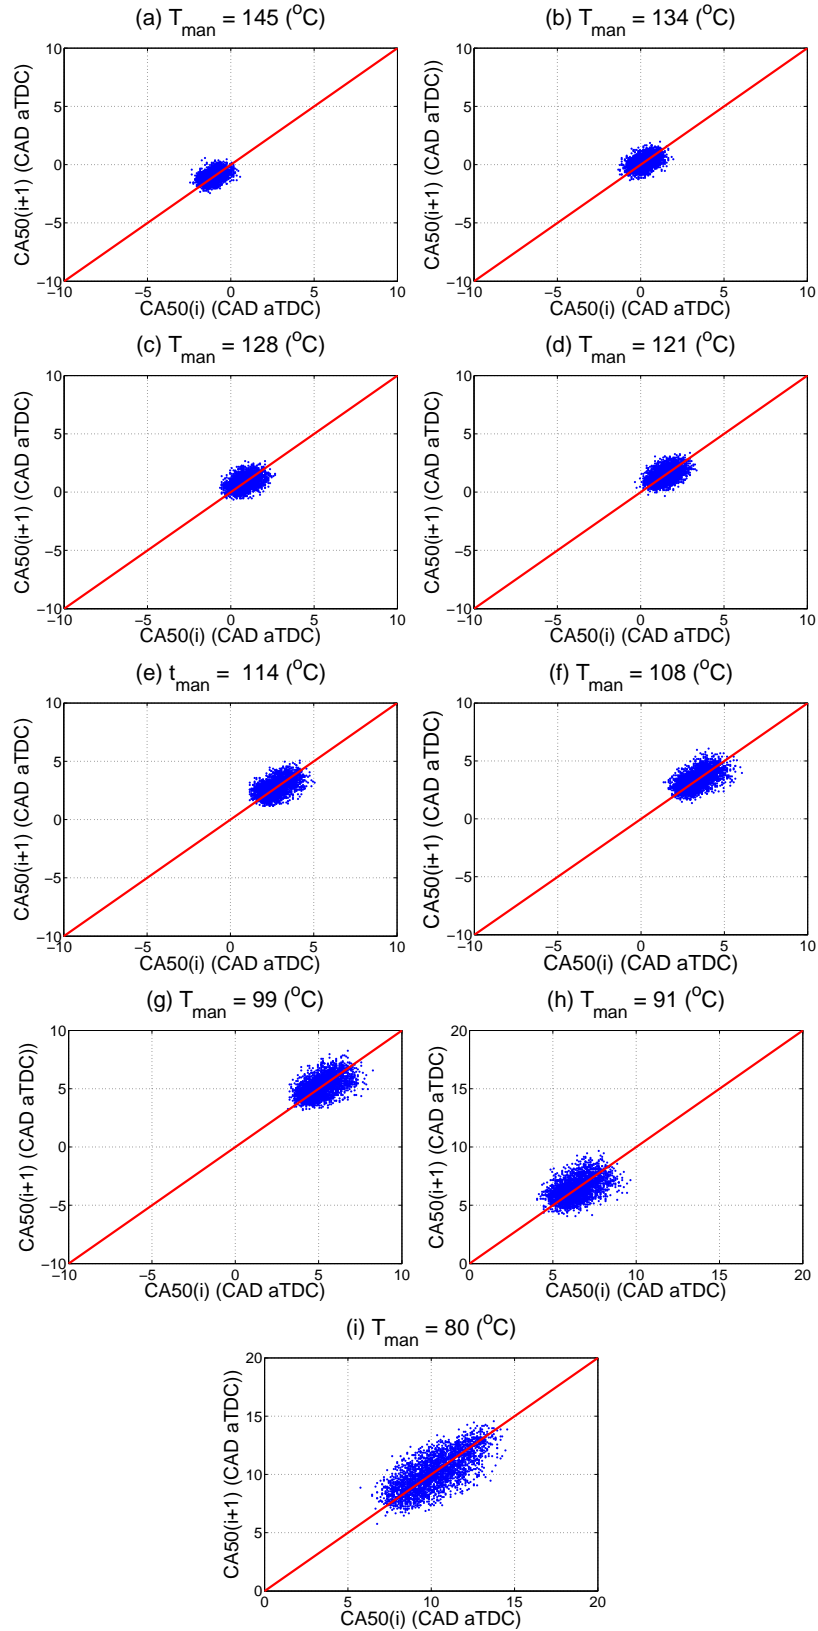 (a) T_man = 145 (°C)
10
5
0
−5
−10
−10 −5 0 5 10
CA50(i+1) (CAD aTDC)
CA50(i) (CAD aTDC)
(b) T_man = 134 (°C)
10
5
0
−5
−10
−10 −5 0 5 10
CA50(i+1) (CAD aTDC))
CA50(i) (CAD aTDC)
(c) T_man = 128 (°C)
10
5
0
−5
−10
−10 −5 0 5 10
CA50(i+1) (CAD aTDC)
CA50(i) (CAD aTDC)
(d) T_man = 121 (°C)
10
5
0
−5
−10
−10 −5 0 5 10
CA50(i+1) (CAD aTDC)
CA50(i) (CAD aTDC)
(e) t_man = 114 (°C)
10
5
0
−5
−10
−10 −5 0 5 10
CA50(i+1) (CAD aTDC)
CA50(i) (CAD aTDC)
(f) T_man = 108 (°C)
10
5
0
−5
−10
−10 −5 0 5 10
CA50(i+1) (CAD aTDC)
CA50(i) (CAD aTDC)
(g) T_man = 99 (°C)
10
5
0
−5
−10
−10 −5 0 5 10
CA50(i+1) (CAD aTDC))
CA50(i) (CAD aTDC)
(h) T_man = 91 (°C)
20
15
10
5
0
0 5 10 15 20
CA50(i+1) (CAD aTDC)
CA50(i) (CAD aTDC)
(i) T_man = 80 (°C)
20
15
10
5
0
0 5 10 15 20
CA50(i+1) (CAD aTDC))
CA50(i) (CAD aTDC)